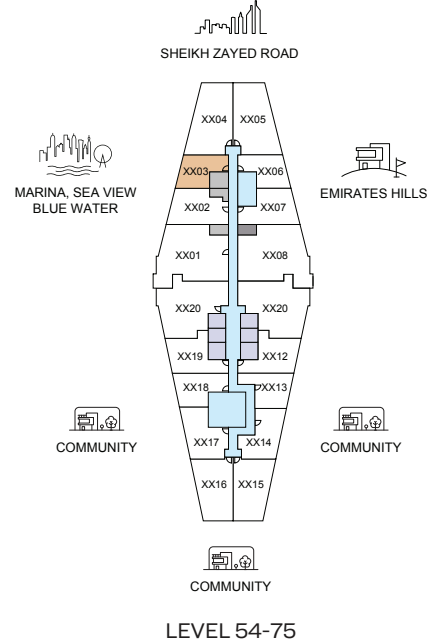 SHEIKH ZAYED ROAD
XX04
XX05
XX03
XX06
MARINA, SEA VIEW
BLUE WATER
EMIRATES HILLS
XX02
XX07
XX01
XX08
XX20
XX20
XX19
XX12
XX18
XX13
COMMUNITY
COMMUNITY
XX17
XX14
XX16
XX15
COMMUNITY
LEVEL 54-75